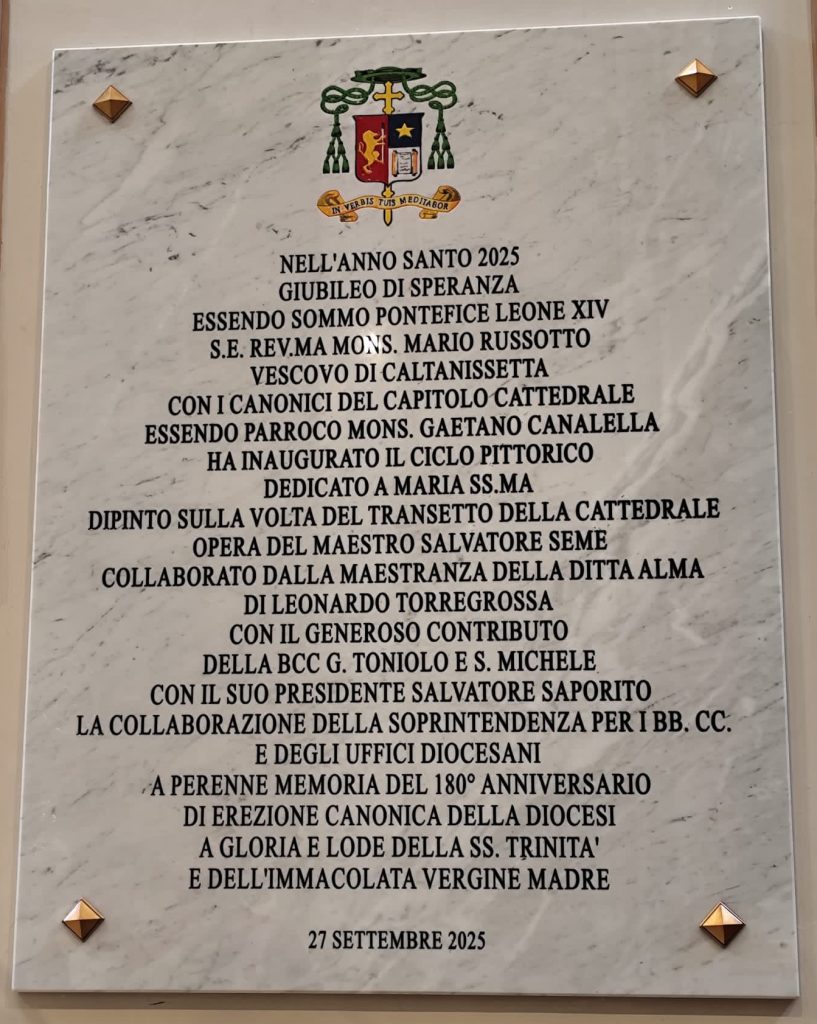 IN VERBIS TUIS MEDITABOR
NELL'ANNO SANTO 2025
GIUBILEO DI SPERANZA
ESSENDO SOMMO PONTEFICE LEONE XIV
S.E. REV.MA MONS. MARIO RUSSOTTO
VESCOVO DI CALTANISSETTA
CON I CANONICI DEL CAPITOLO CATTEDRALE
ESSENDO PARROCO MONS. GAETANO CANALELLA
HA INAUGURATO IL CICLO PITTORICO
DEDICATO A MARIA SS.MA
DIPINTO SULLA VOLTA DEL TRANSETTO DELLA CATTEDRALE
OPERA DEL MAESTRO SALVATORE SEME
COLLABORATO DALLA MAESTRANZA DELLA DITTA ALMA
DI LEONARDO TORREGROSSA
CON IL GENEROSO CONTRIBUTO
DELLA BCC G. TONIOLO E S. MICHELE
CON IL SUO PRESIDENTE SALVATORE SAPORITO
LA COLLABORAZIONE DELLA SOPRINTENDENZA PER I BB. CC.
E DEGLI UFFICI DIOCESANI
A PERENNE MEMORIA DEL 180° ANNIVERSARIO
DI EREZIONE CANONICA DELLA DIOCESI
A GLORIA E LODE DELLA SS. TRINITA'
E DELL'IMMACOLATA VERGINE MADRE
27 SETTEMBRE 2025